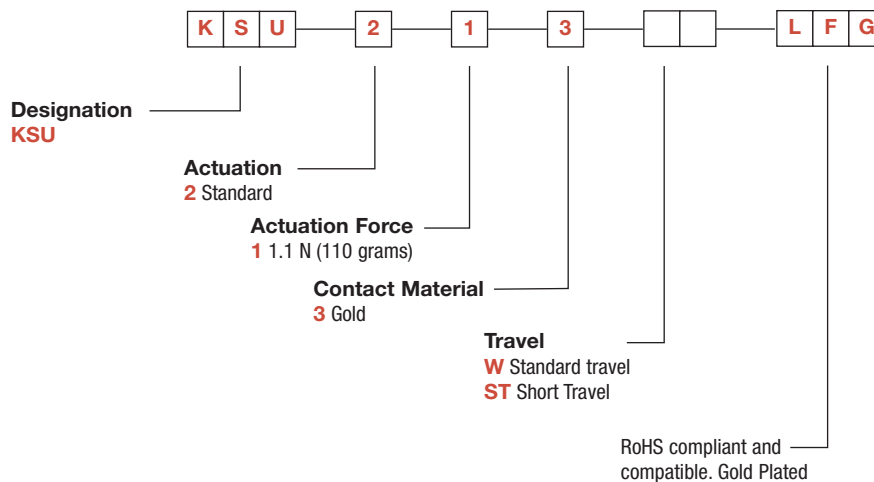 K S U 2 1 3 L F G
Designation
KSU
Actuation
2 Standard
Actuation Force
1 1.1 N (110 grams)
Contact Material
3 Gold
Travel
W Standard travel
ST Short Travel
RoHS compliant and
compatible. Gold Plated